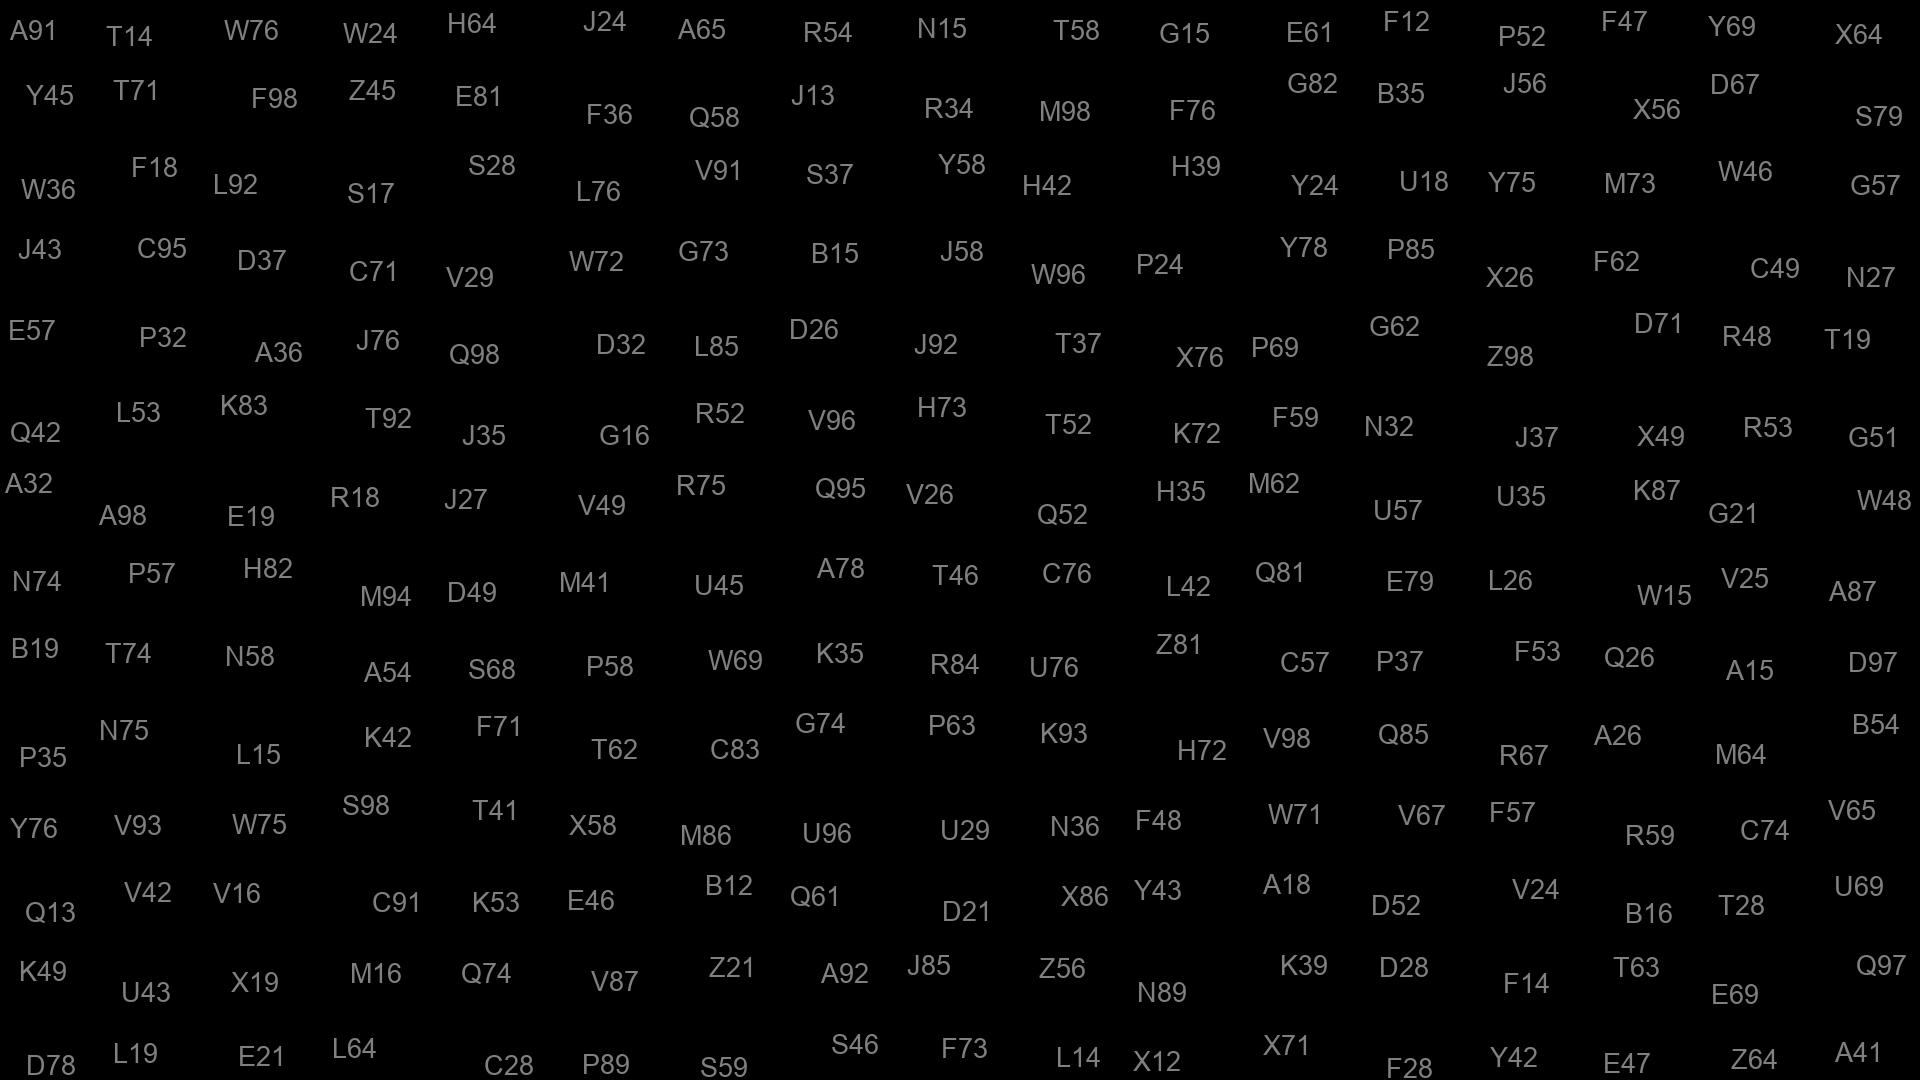 A91 T14 W76 W24 H64 J24 A65 R54 N15 T58 G15 E61 F12 P52 F47 Y69 X64
Y45 T71 F98 Z45 E81 F36 Q58 J13 R34 M98 F76 G82 B35 J56 X56 D67 S79
W36 F18 L92 S17 S28 L76 V91 S37 Y58 H42 H39 Y24 U18 Y75 M73 W46 G57
J43 C95 D37 C71 V29 W72 G73 B15 J58 W96 P24 Y78 P85 X26 F62 C49 N27
E57 P32 A36 J76 Q98 D32 L85 D26 J92 T37 X76 P69 G62 Z98 D71 R48 T19
Q42 L53 K83 T92 J35 G16 R52 V96 H73 T52 K72 F59 N32 J37 X49 R53 G51
A32 A98 E19 R18 J27 V49 R75 Q95 V26 Q52 H35 M62 U57 U35 K87 G21 W48
N74 P57 H82 M94 D49 M41 U45 A78 T46 C76 L42 Q81 E79 L26 W15 V25 A87
B19 T74 N58 A54 S68 P58 W69 K35 R84 U76 Z81 C57 P37 F53 Q26 A15 D97
P35 N75 L15 K42 F71 T62 C83 G74 P63 K93 H72 V98 Q85 R67 A26 M64 B54
Y76 V93 W75 S98 T41 X58 M86 U96 U29 N36 F48 W71 V67 F57 R59 C74 V65
Q13 V42 V16 C91 K53 E46 B12 Q61 D21 X86 Y43 A18 D52 V24 B16 T28 U69
K49 U43 X19 M16 Q74 V87 Z21 A92 J85 Z56 N89 K39 D28 F14 T63 E69 Q97
D78 L19 E21 L64 C28 P89 S59 S46 F73 L14 X12 X71 F28 Y42 E47 Z64 A41